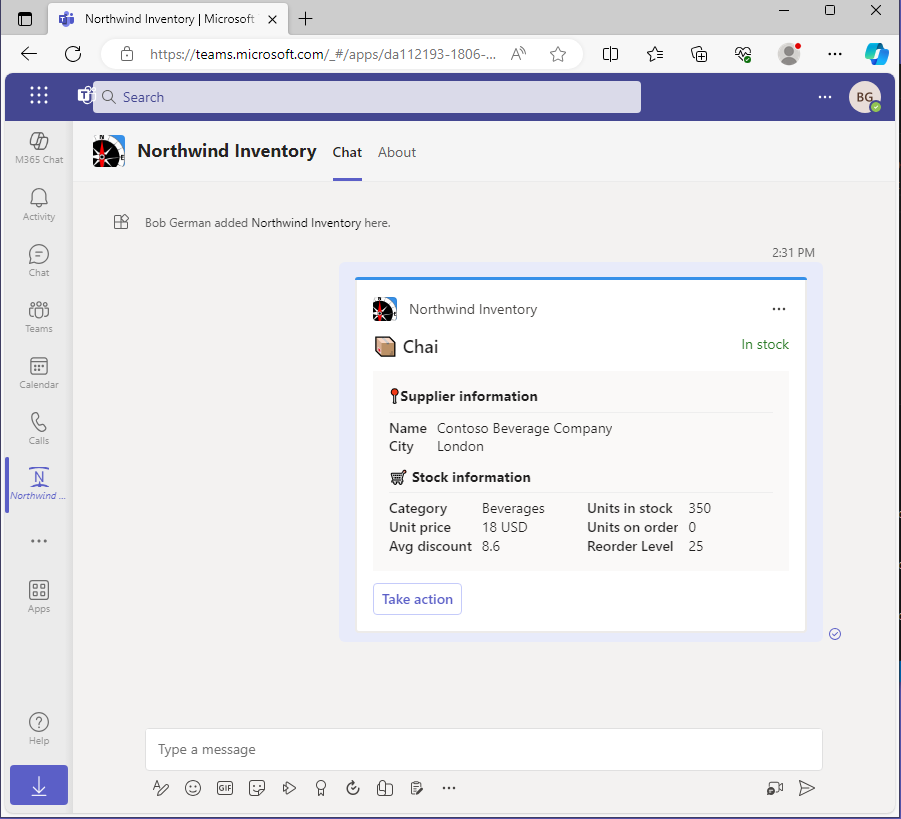 Northwind Inventory | Microsoft
https://teams.microsoft.com/_#/apps/da112193-1806-...
Search
BG
M365 Chat
Activity
Chat
Teams
Calendar
Calls
N
Northwind ...
Apps
Help
Northwind Inventory Chat About
Bob German added Northwind Inventory here.
2:31 PM
Northwind Inventory
Chai In stock
Supplier information
Name Contoso Beverage Company
City London
Stock information
Category Beverages Units in stock 350
Unit price 18 USD Units on order 0
Avg discount 8.6 Reorder Level 25
Take action
Type a message
GIF